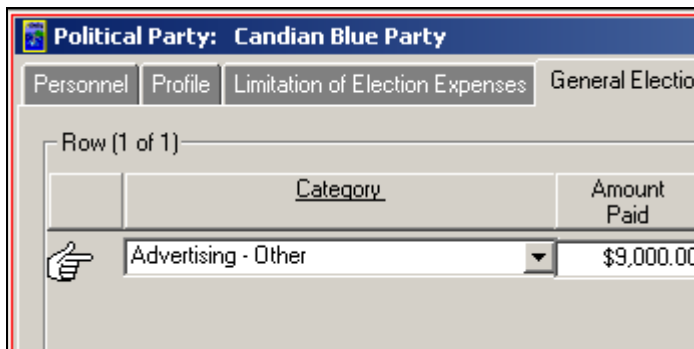 Political Party: Candian Blue Party
Personnel Profile Limitation of Election Expenses General Electio
Row (1 of 1)
Category Amount Paid
Advertising - Other $9,000.00